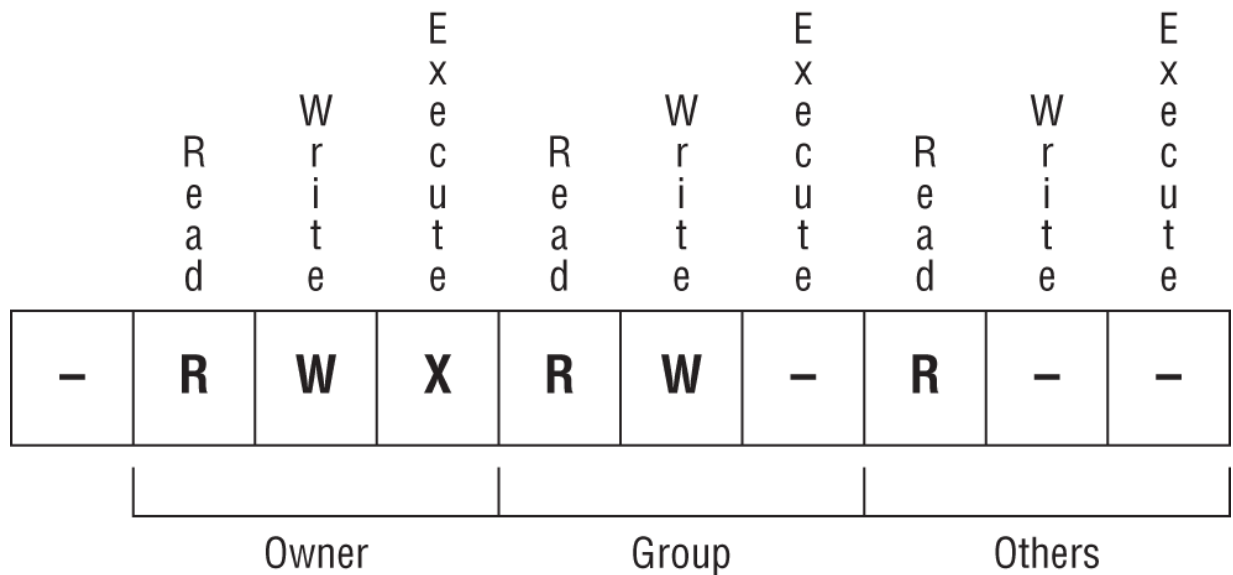 Read Write Execute Read Write Execute Read Write Execute
– R W X R W – R – –
Owner Group Others